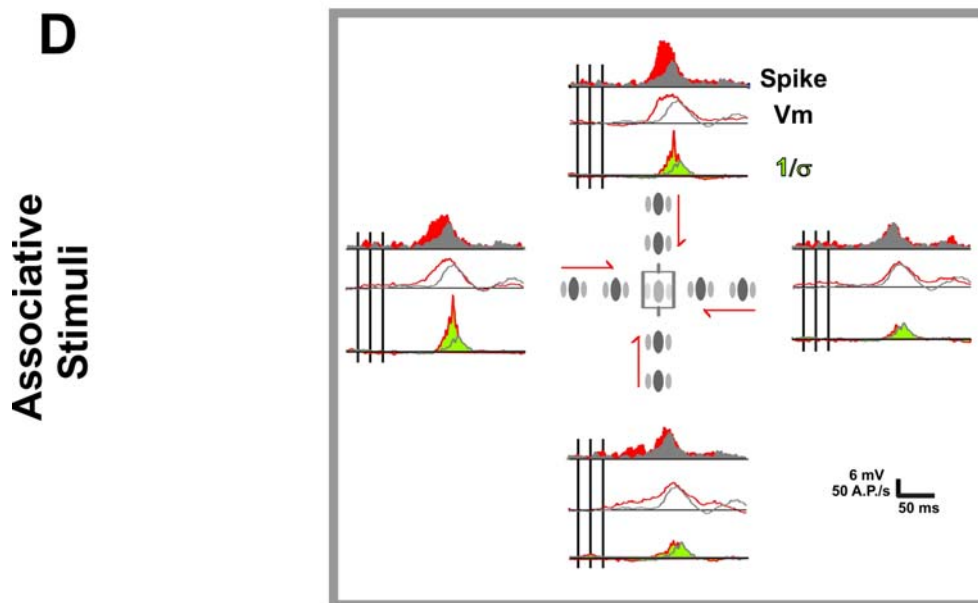 D
Spike
Vm
1/σ
Associative
Stimuli
6 mV
50 A.P./s
50 ms